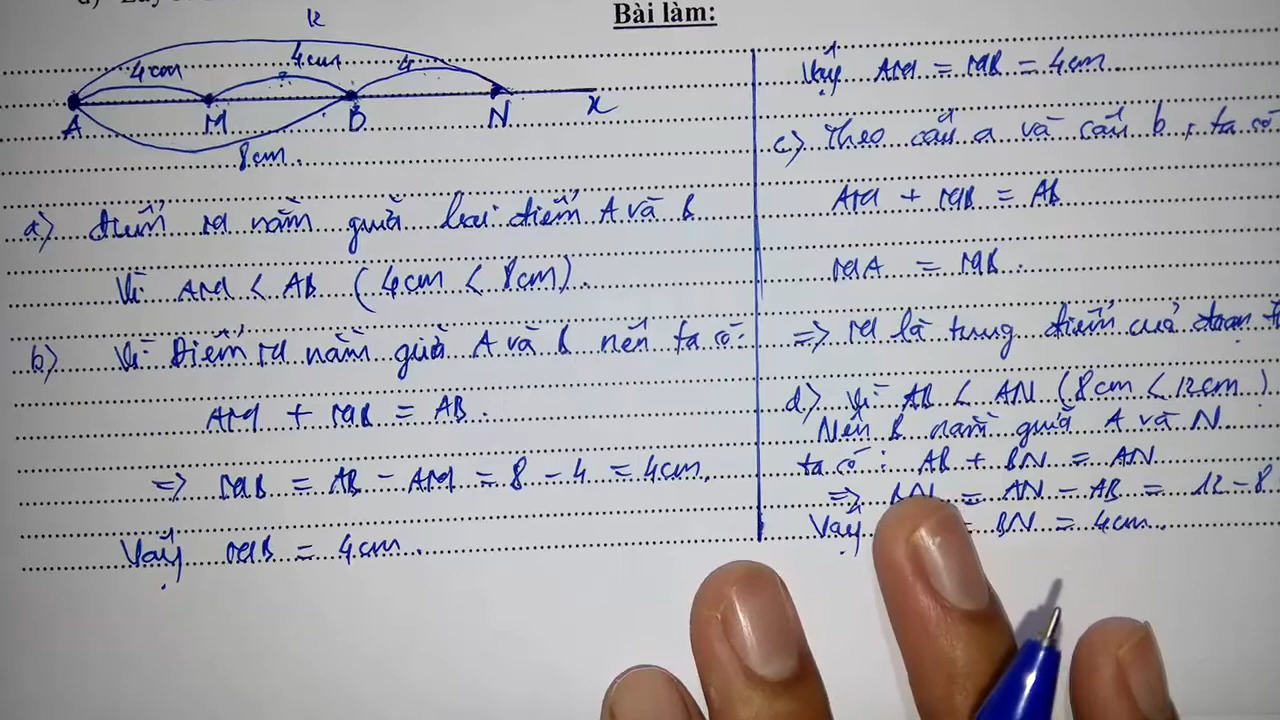 Bài làm:
12
4cm
4cm
4
A
M
B
N
x
8cm.
a) Điểm M nằm giữa hai điểm A và B
Vì AM < AB (4cm < 8cm).
b) Vì Điểm M nằm giữa A và B nên ta có:
AM + MB = AB.
=> MB = AB - AM = 8 - 4 = 4cm.
Vậy MB = 4cm.
Vậy AM = MB = 4cm.
c) Theo câu a và câu b, ta có
AM + MB = AB
MA = MB.
=> M là trung điểm của đoạn
d) Vì AB < AN (8cm < 12cm)
Nên B nằm giữa A và N
ta có: AB + BN = AN
=> BN = AN - AB = 12 - 8
Vậy = BN = 4cm.